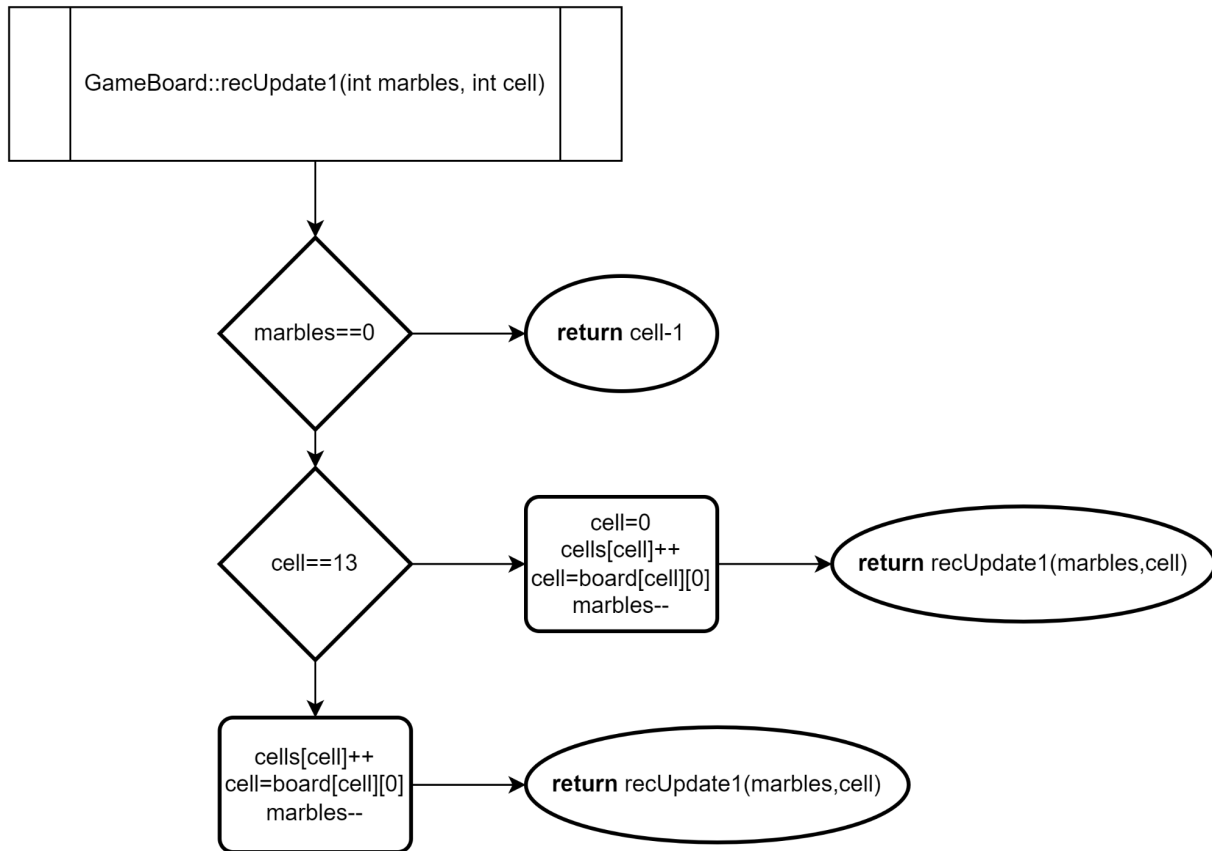 GameBoard::recUpdate1(int marbles, int cell)
marbles==0
return cell-1
cell==13
cell=0
cells[cell]++
cell=board[cell][0]
marbles--
return recUpdate1(marbles,cell)
cells[cell]++
cell=board[cell][0]
marbles--
return recUpdate1(marbles,cell)